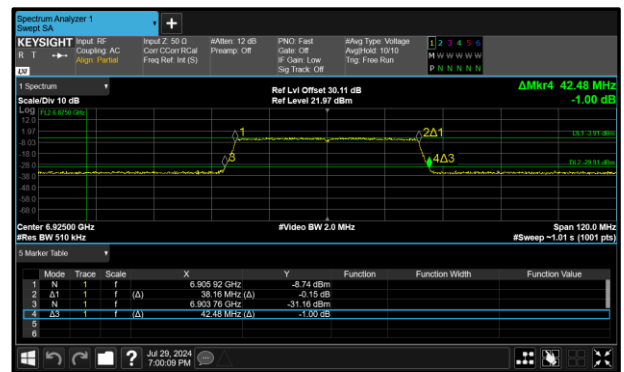 Spectrum Analyzer 1
Swept SA
+
KEYSIGHT Input: RF Input Z: 50 Ω #Atten: 12 dB PNO: Fast #Avg Type: Voltage 1 2 3 4 5 6
R T Coupling: AC Corr CCorr RCal Preamp: Off Gate: Off Avg|Hold: 10/10 M W W W W W
Align: Partial Freq Ref: Int (S) IF Gain: Low Trig: Free Run
LXI Sig Track: Off P N N N N N
1 Spectrum
Ref Lvl Offset 30.11 dB ΔMkr4 42.48 MHz
Scale/Div 10 dB Ref Level 21.97 dBm -1.00 dB
Log
12.0
1.97
-8.03
-18.0
-28.0
-38.0
-48.0
-58.0
-68.0
1
2Δ1
3
4Δ3
Center 6.92500 GHz #Video BW 2.0 MHz Span 120.0 MHz
#Res BW 510 kHz #Sweep ~1.01 s (1001 pts)
5 Marker Table
Mode Trace Scale X Y Function Function Width Function Value
1 N 1 f 6.905 92 GHz -8.74 dBm
2 Δ1 1 f (Δ) 38.16 MHz (Δ) -0.15 dB
3 N 1 f 6.903 76 GHz -31.16 dBm
4 Δ3 1 f (Δ) 42.48 MHz (Δ) -1.00 dB
5
6
? Jul 29, 2024
7:00:09 PM